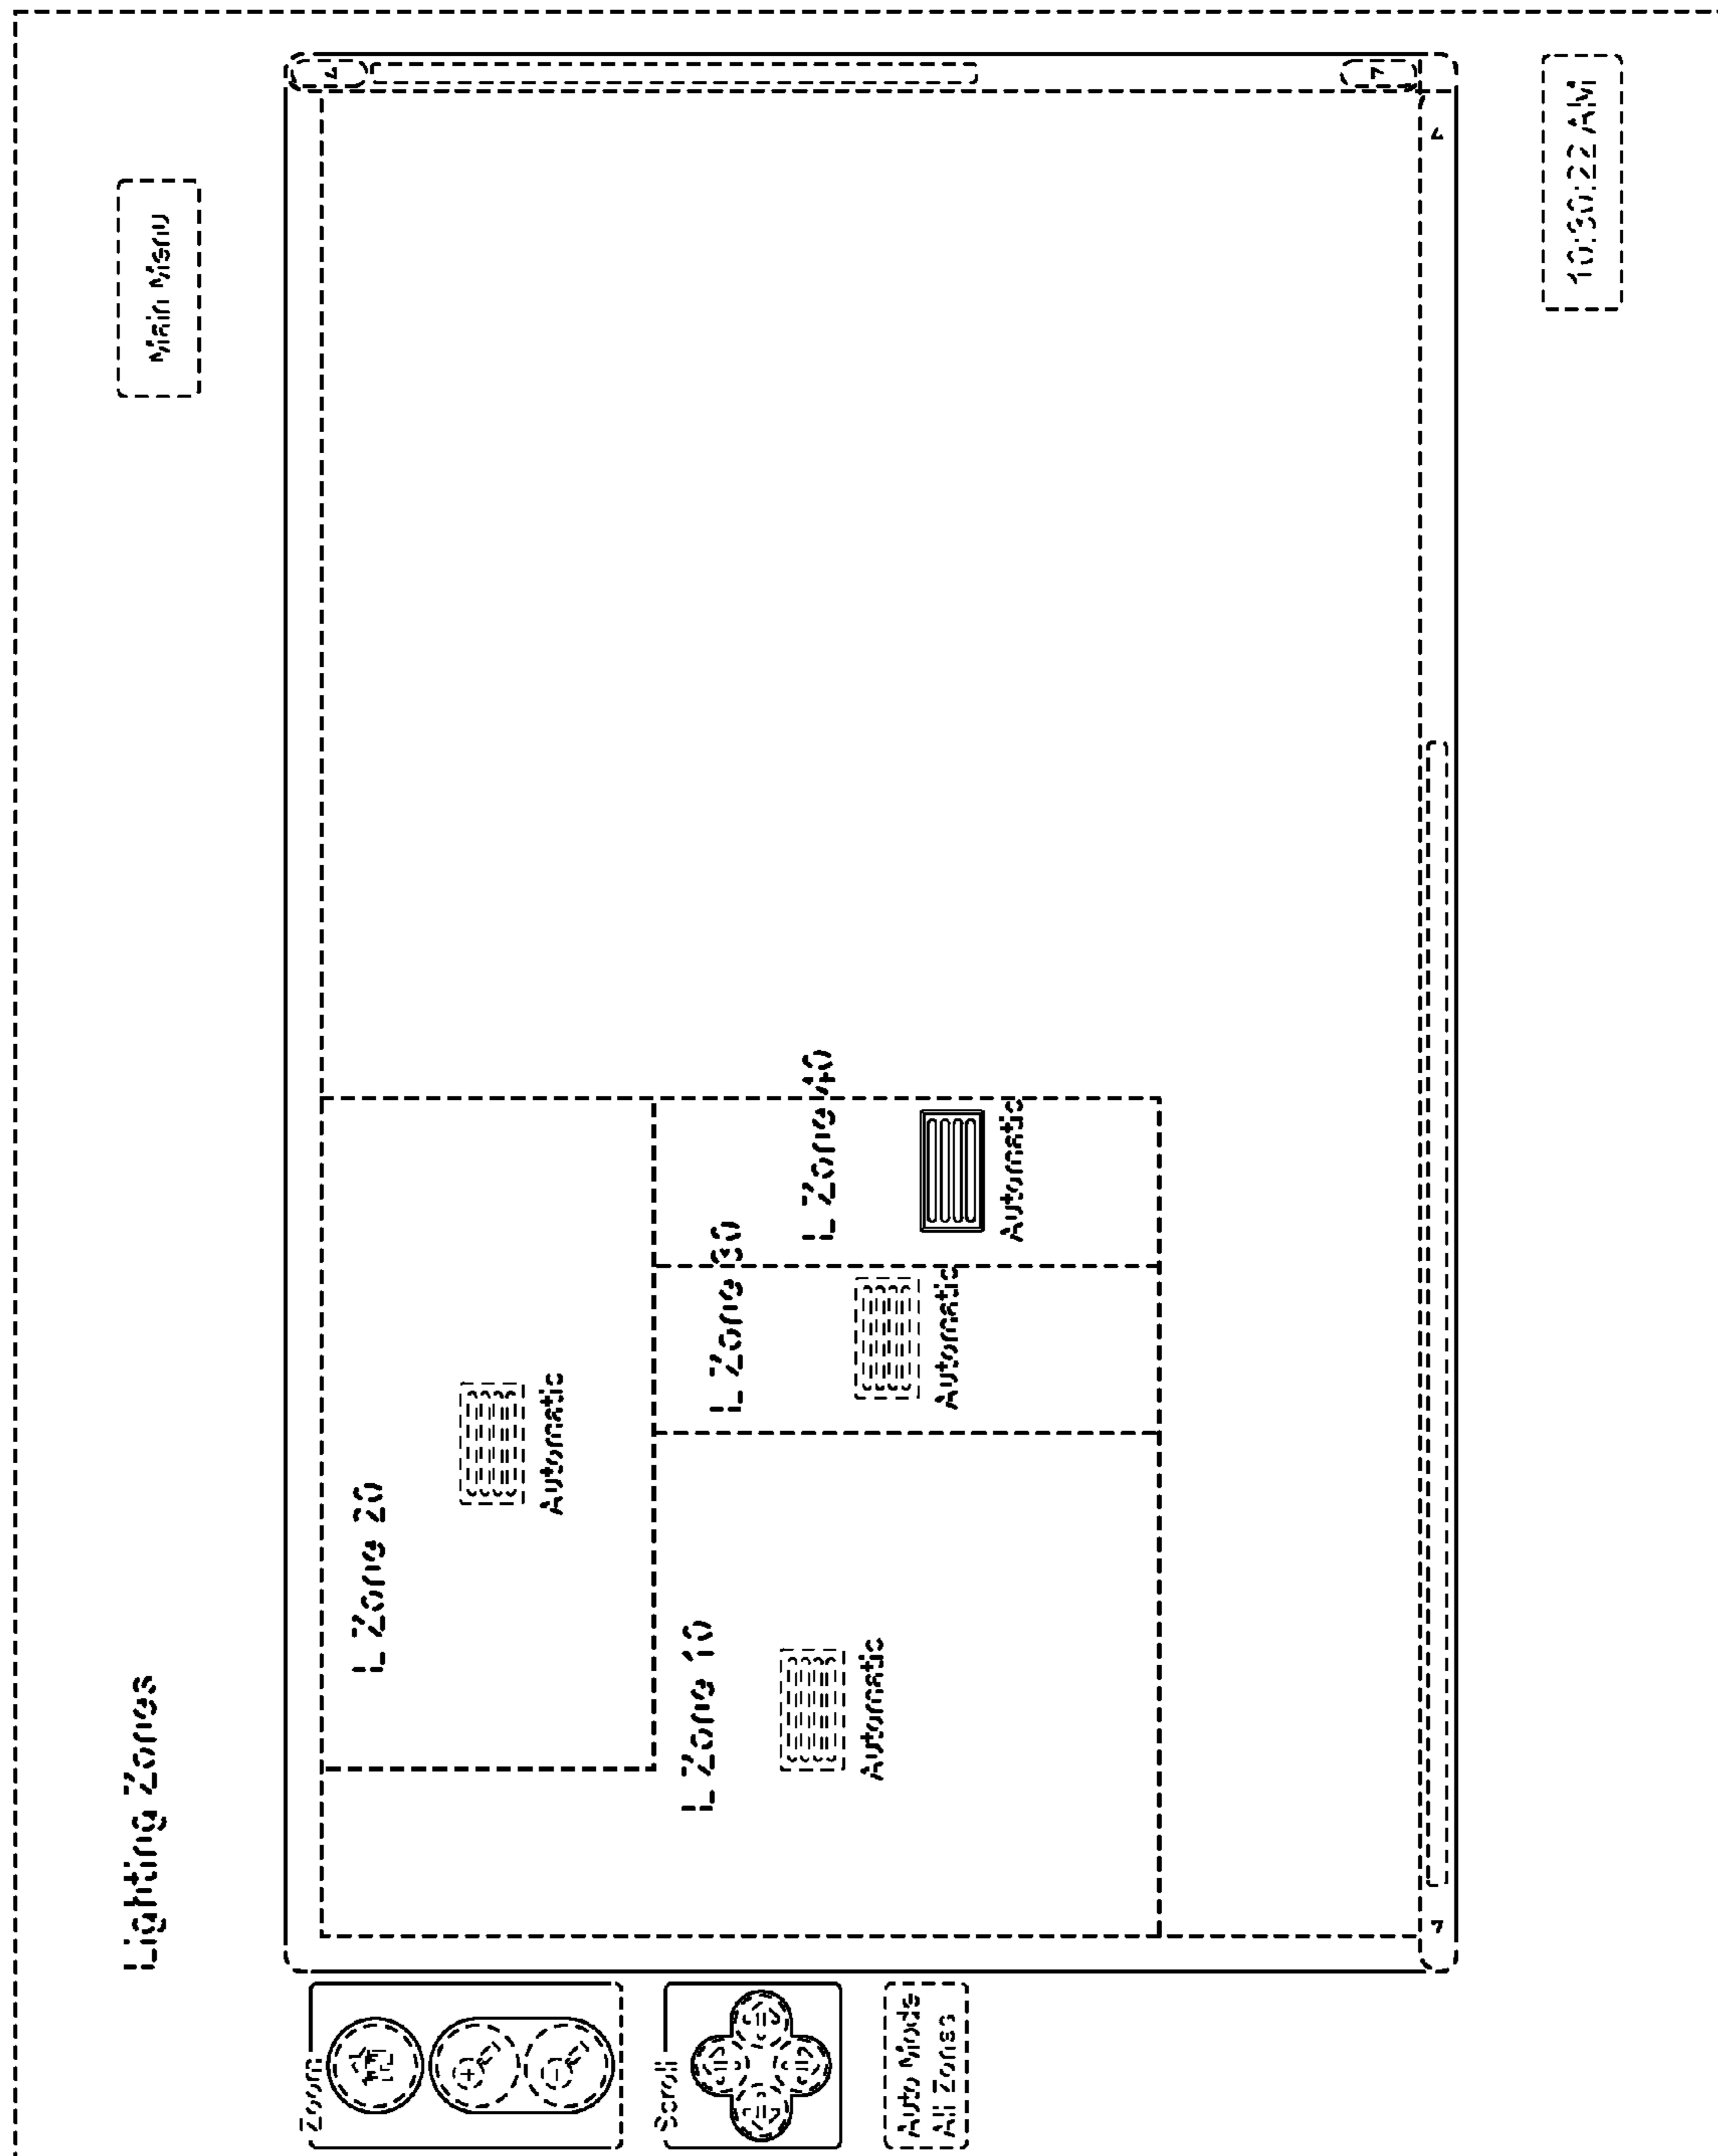 Lighting Zones
Main Menu
Zoom
Scroll
Auto Mode
All Zones
L Zone 20
Automatic
L Zone 10
Automatic
L Zone 30
Automatic
L Zone 40
Automatic
10:30:22 AM